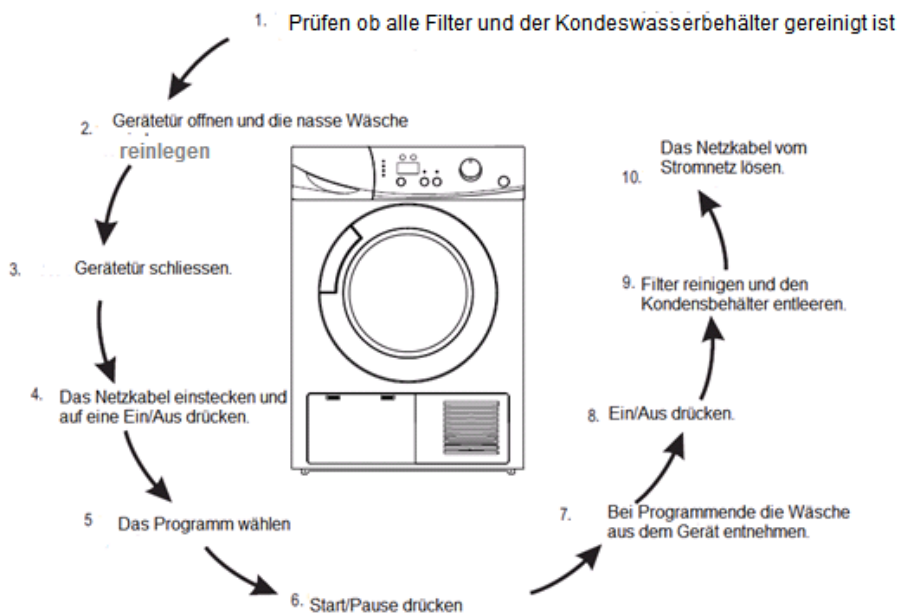 1. Prüfen ob alle Filter und der Kondeswasserbehälter gereinigt ist
2. Gerätetür offnen und die nasse Wäsche
reinlegen
3. Gerätetür schliessen.
4. Das Netzkabel einstecken und
auf eine Ein/Aus drücken.
5 Das Programm wählen
6. Start/Pause drücken
7. Bei Programmende die Wäsche
aus dem Gerät entnehmen.
8. Ein/Aus drücken.
9. Filter reinigen und den
Kondensbehälter entleeren.
10. Das Netzkabel vom
Stromnetz lösen.